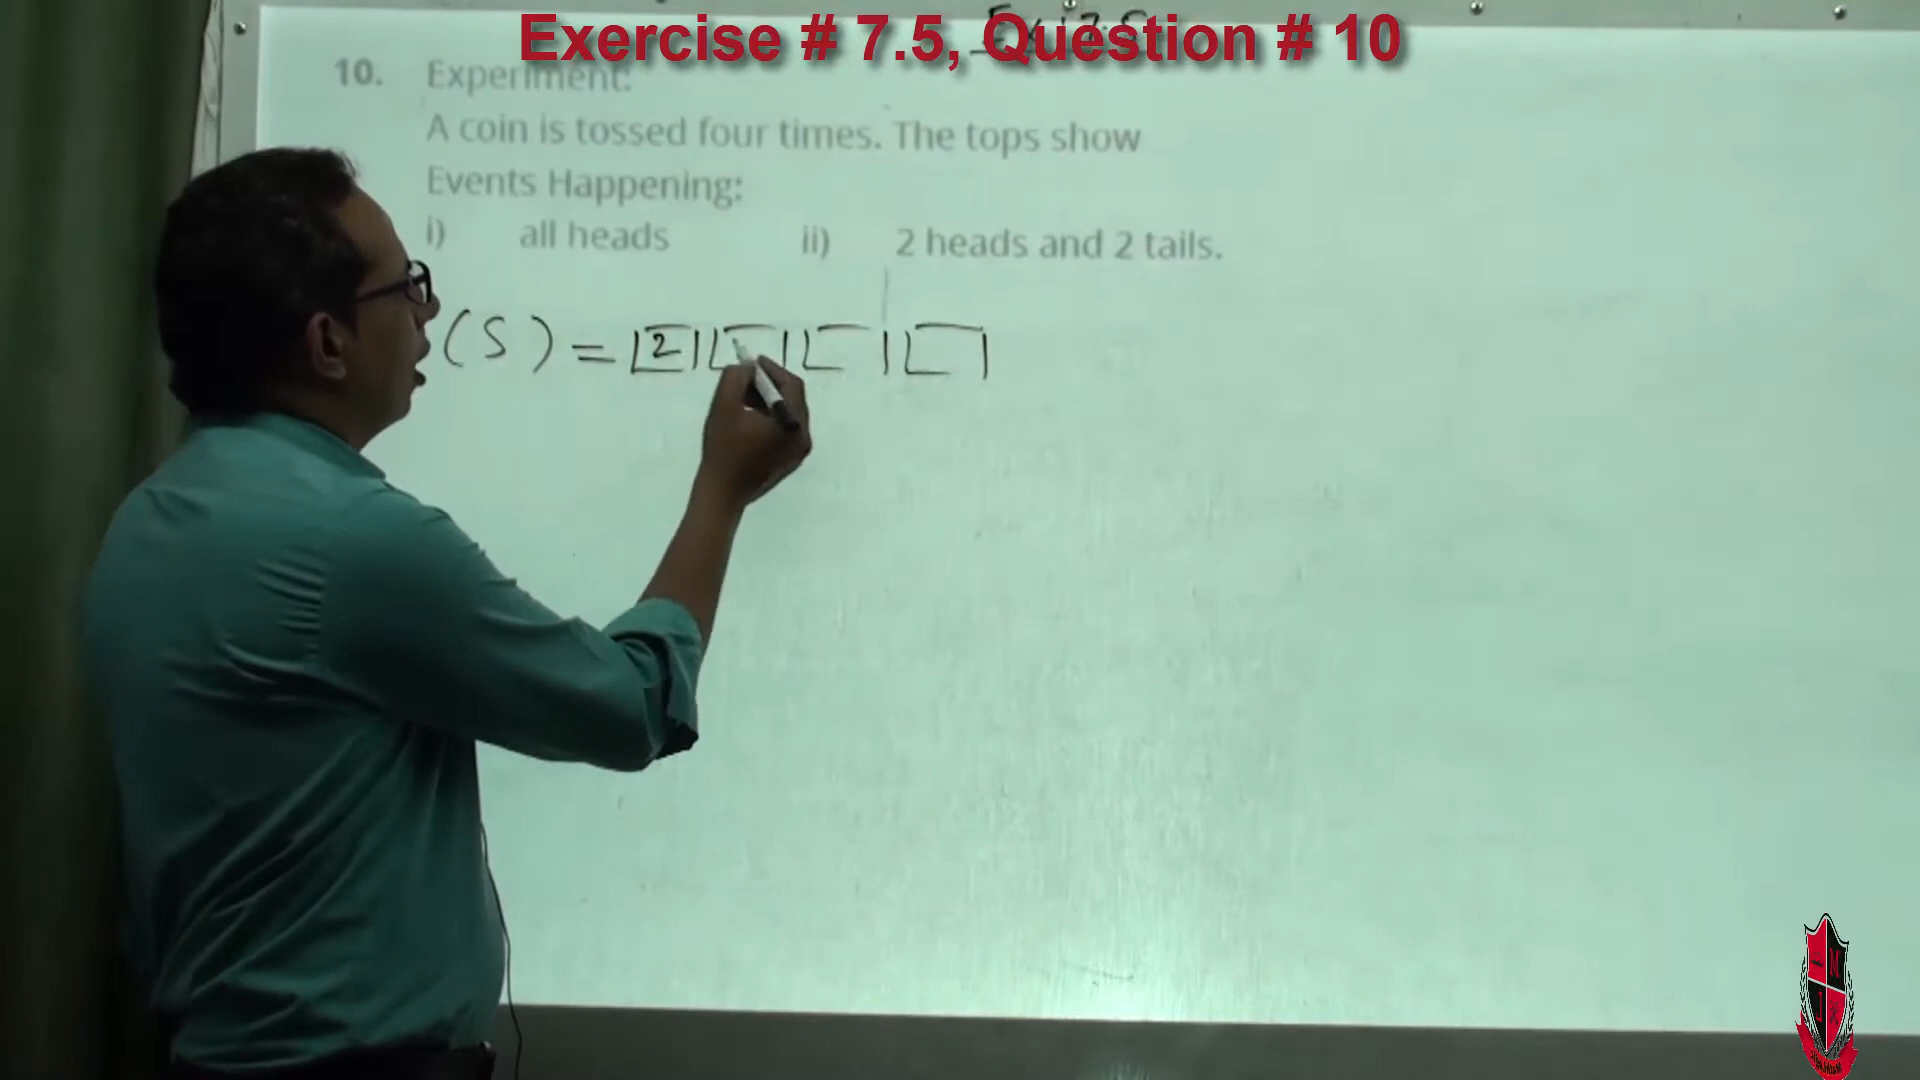 Exercise # 7.5, Question # 10
10. Experiment:
A coin is tossed four times. The tops show
Events Happening:
i) all heads ii) 2 heads and 2 tails.
(S) = 2